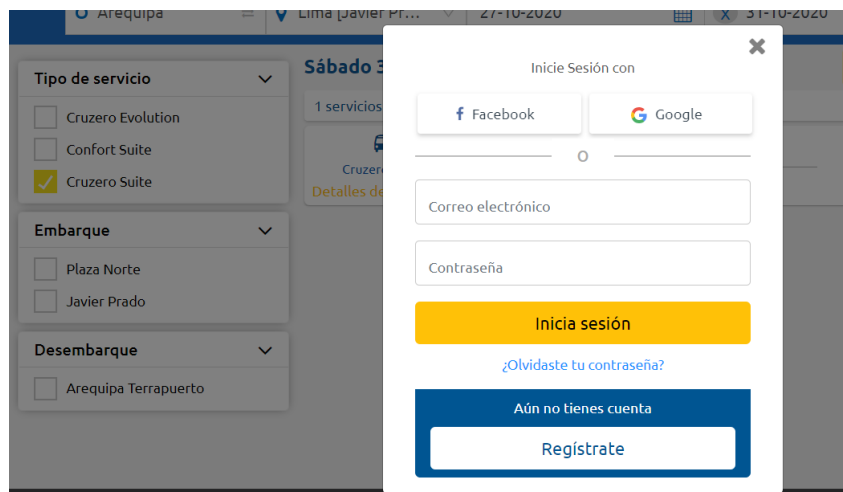 Arequipa
Lima [Javier Pr...
27-10-2020
X 31-10-2020
Tipo de servicio
Cruzero Evolution
Confort Suite
Cruzero Suite
Embarque
Plaza Norte
Javier Prado
Desembarque
Arequipa Terrapuerto
Sábado 3
1 servicios
Cruzer
Detalles de
Inicie Sesión con
Facebook
Google
O
Correo electrónico
Contraseña
Inicia sesión
¿Olvidaste tu contraseña?
Aún no tienes cuenta
Regístrate